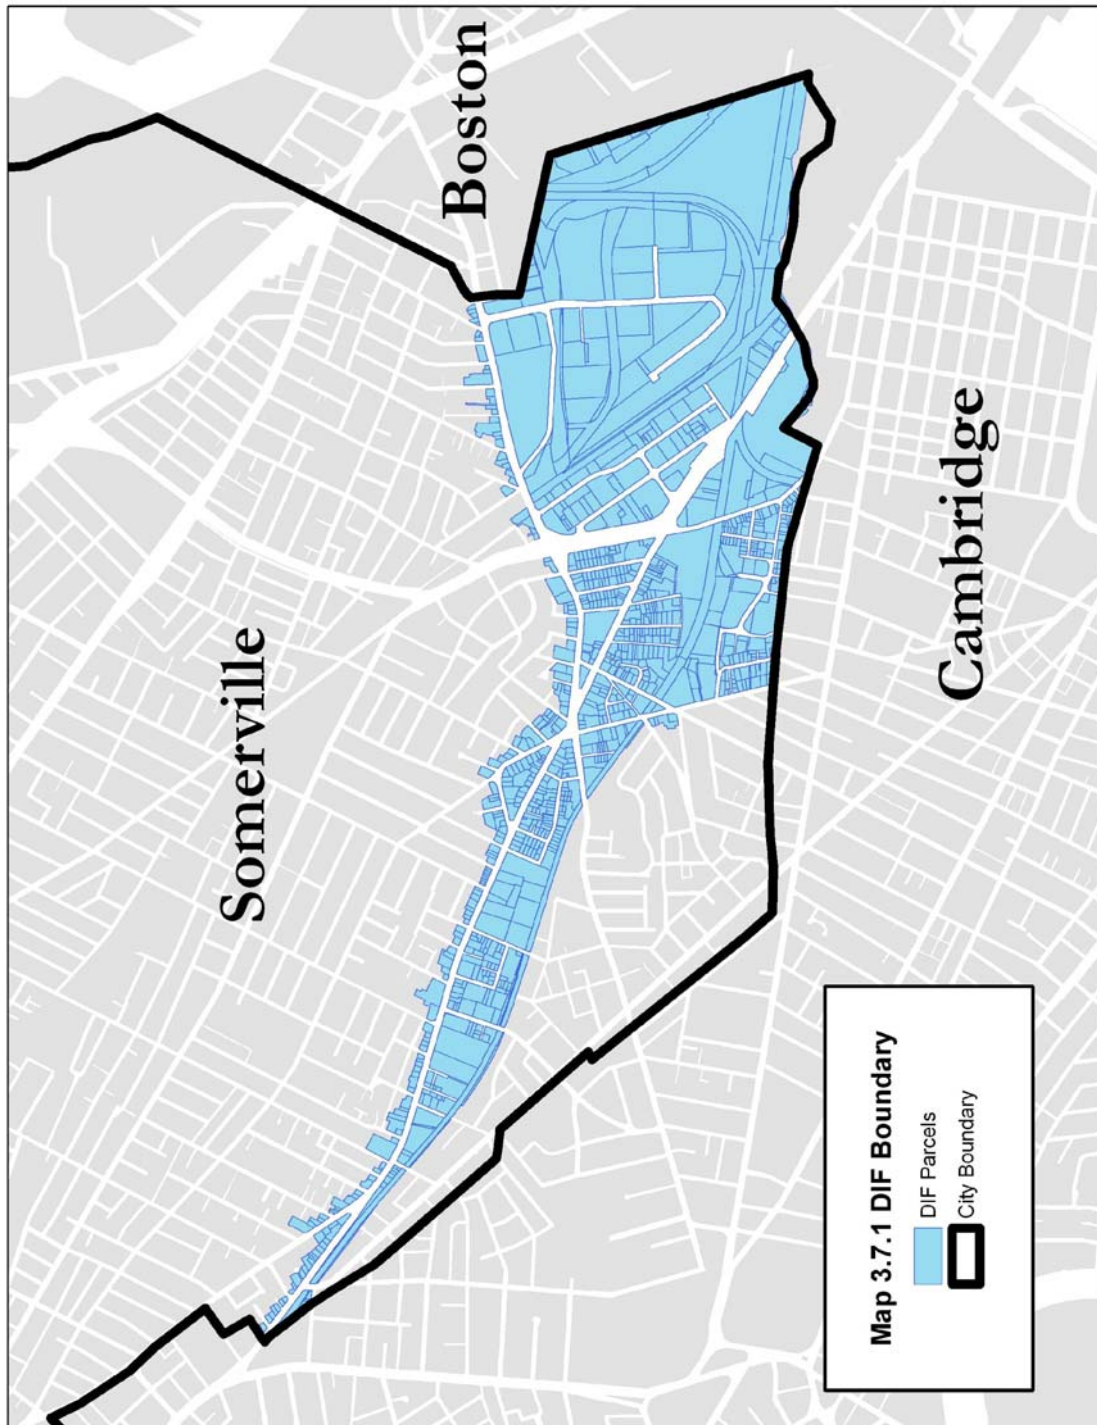 Boston
Somerville
Cambridge
Map 3.7.1 DIF Boundary
DIF Parcels
City Boundary